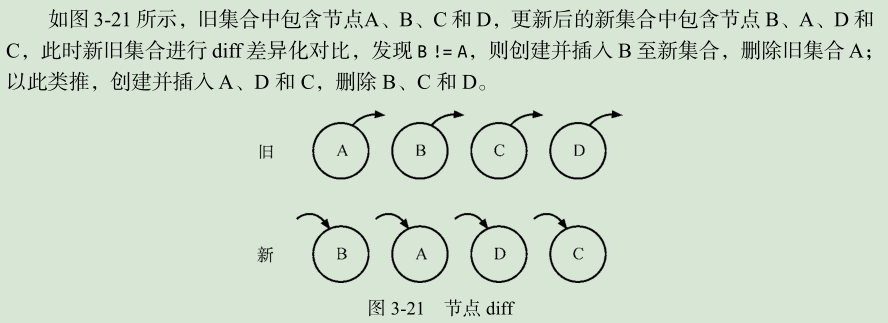 如图 3-21 所示，旧集合中包含节点A、B、C 和 D，更新后的新集合中包含节点 B、A、D 和
C，此时新旧集合进行 diff 差异化对比，发现 B != A，则创建并插入 B 至新集合，删除旧集合 A；
以此类推，创建并插入 A、D 和 C，删除 B、C 和 D。
旧 A B C D
新 B A D C
图 3-21 节点 diff